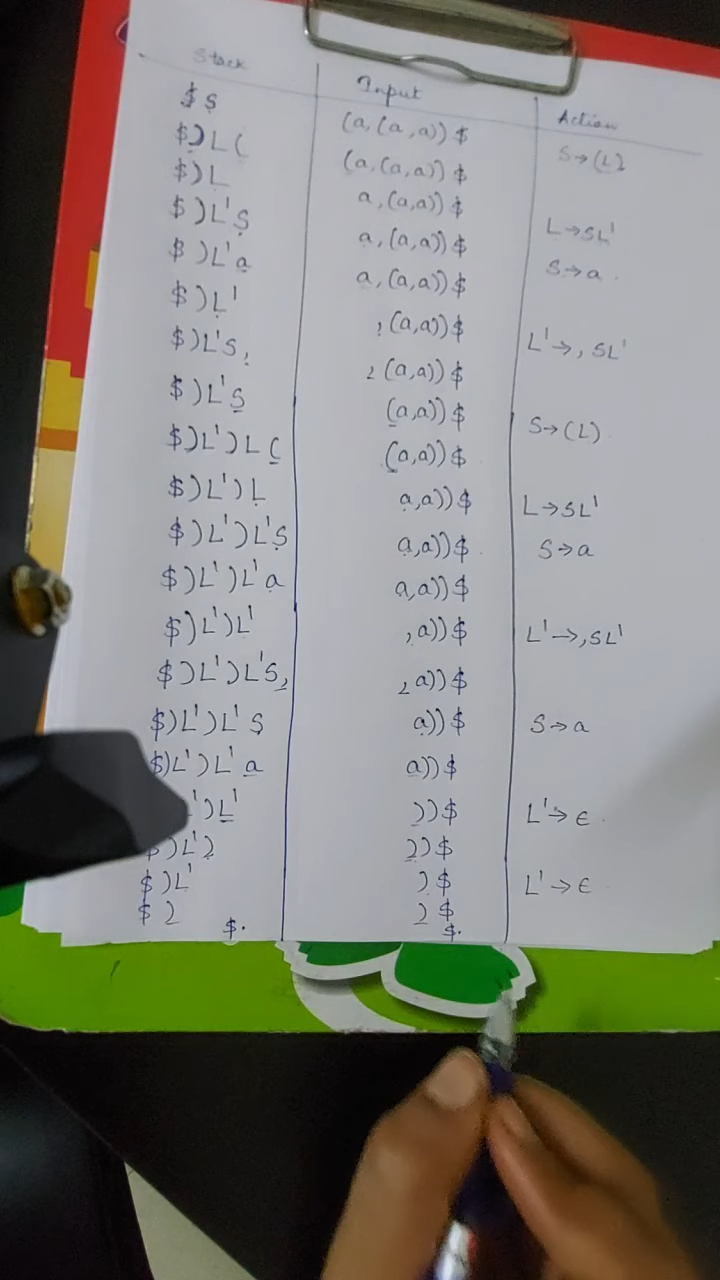 Stack Input Action
$ S (a,(a,a))$ S→(L)
$)L( (a,(a,a))$
$)L a,(a,a))$ L→SL'
$)L'S a,(a,a))$ S→a
$)L'a a,(a,a))$
$)L' ,(a,a))$ L'→,SL'
$)L'S, ,(a,a))$
$)L'S (a,a))$ S→(L)
$)L')L( (a,a))$
$)L')L a,a))$ L→SL'
$)L')L'S a,a))$ S→a
$)L')L'a a,a))$
$)L')L' ,a))$ L'→,SL'
$)L')L'S, ,a))$
$)L')L'S a))$ S→a
$)L')L'a a))$
')L' ))$ L'→ϵ
$)L') ))$
$)L' )$ L'→ϵ
$) )$
$. $.